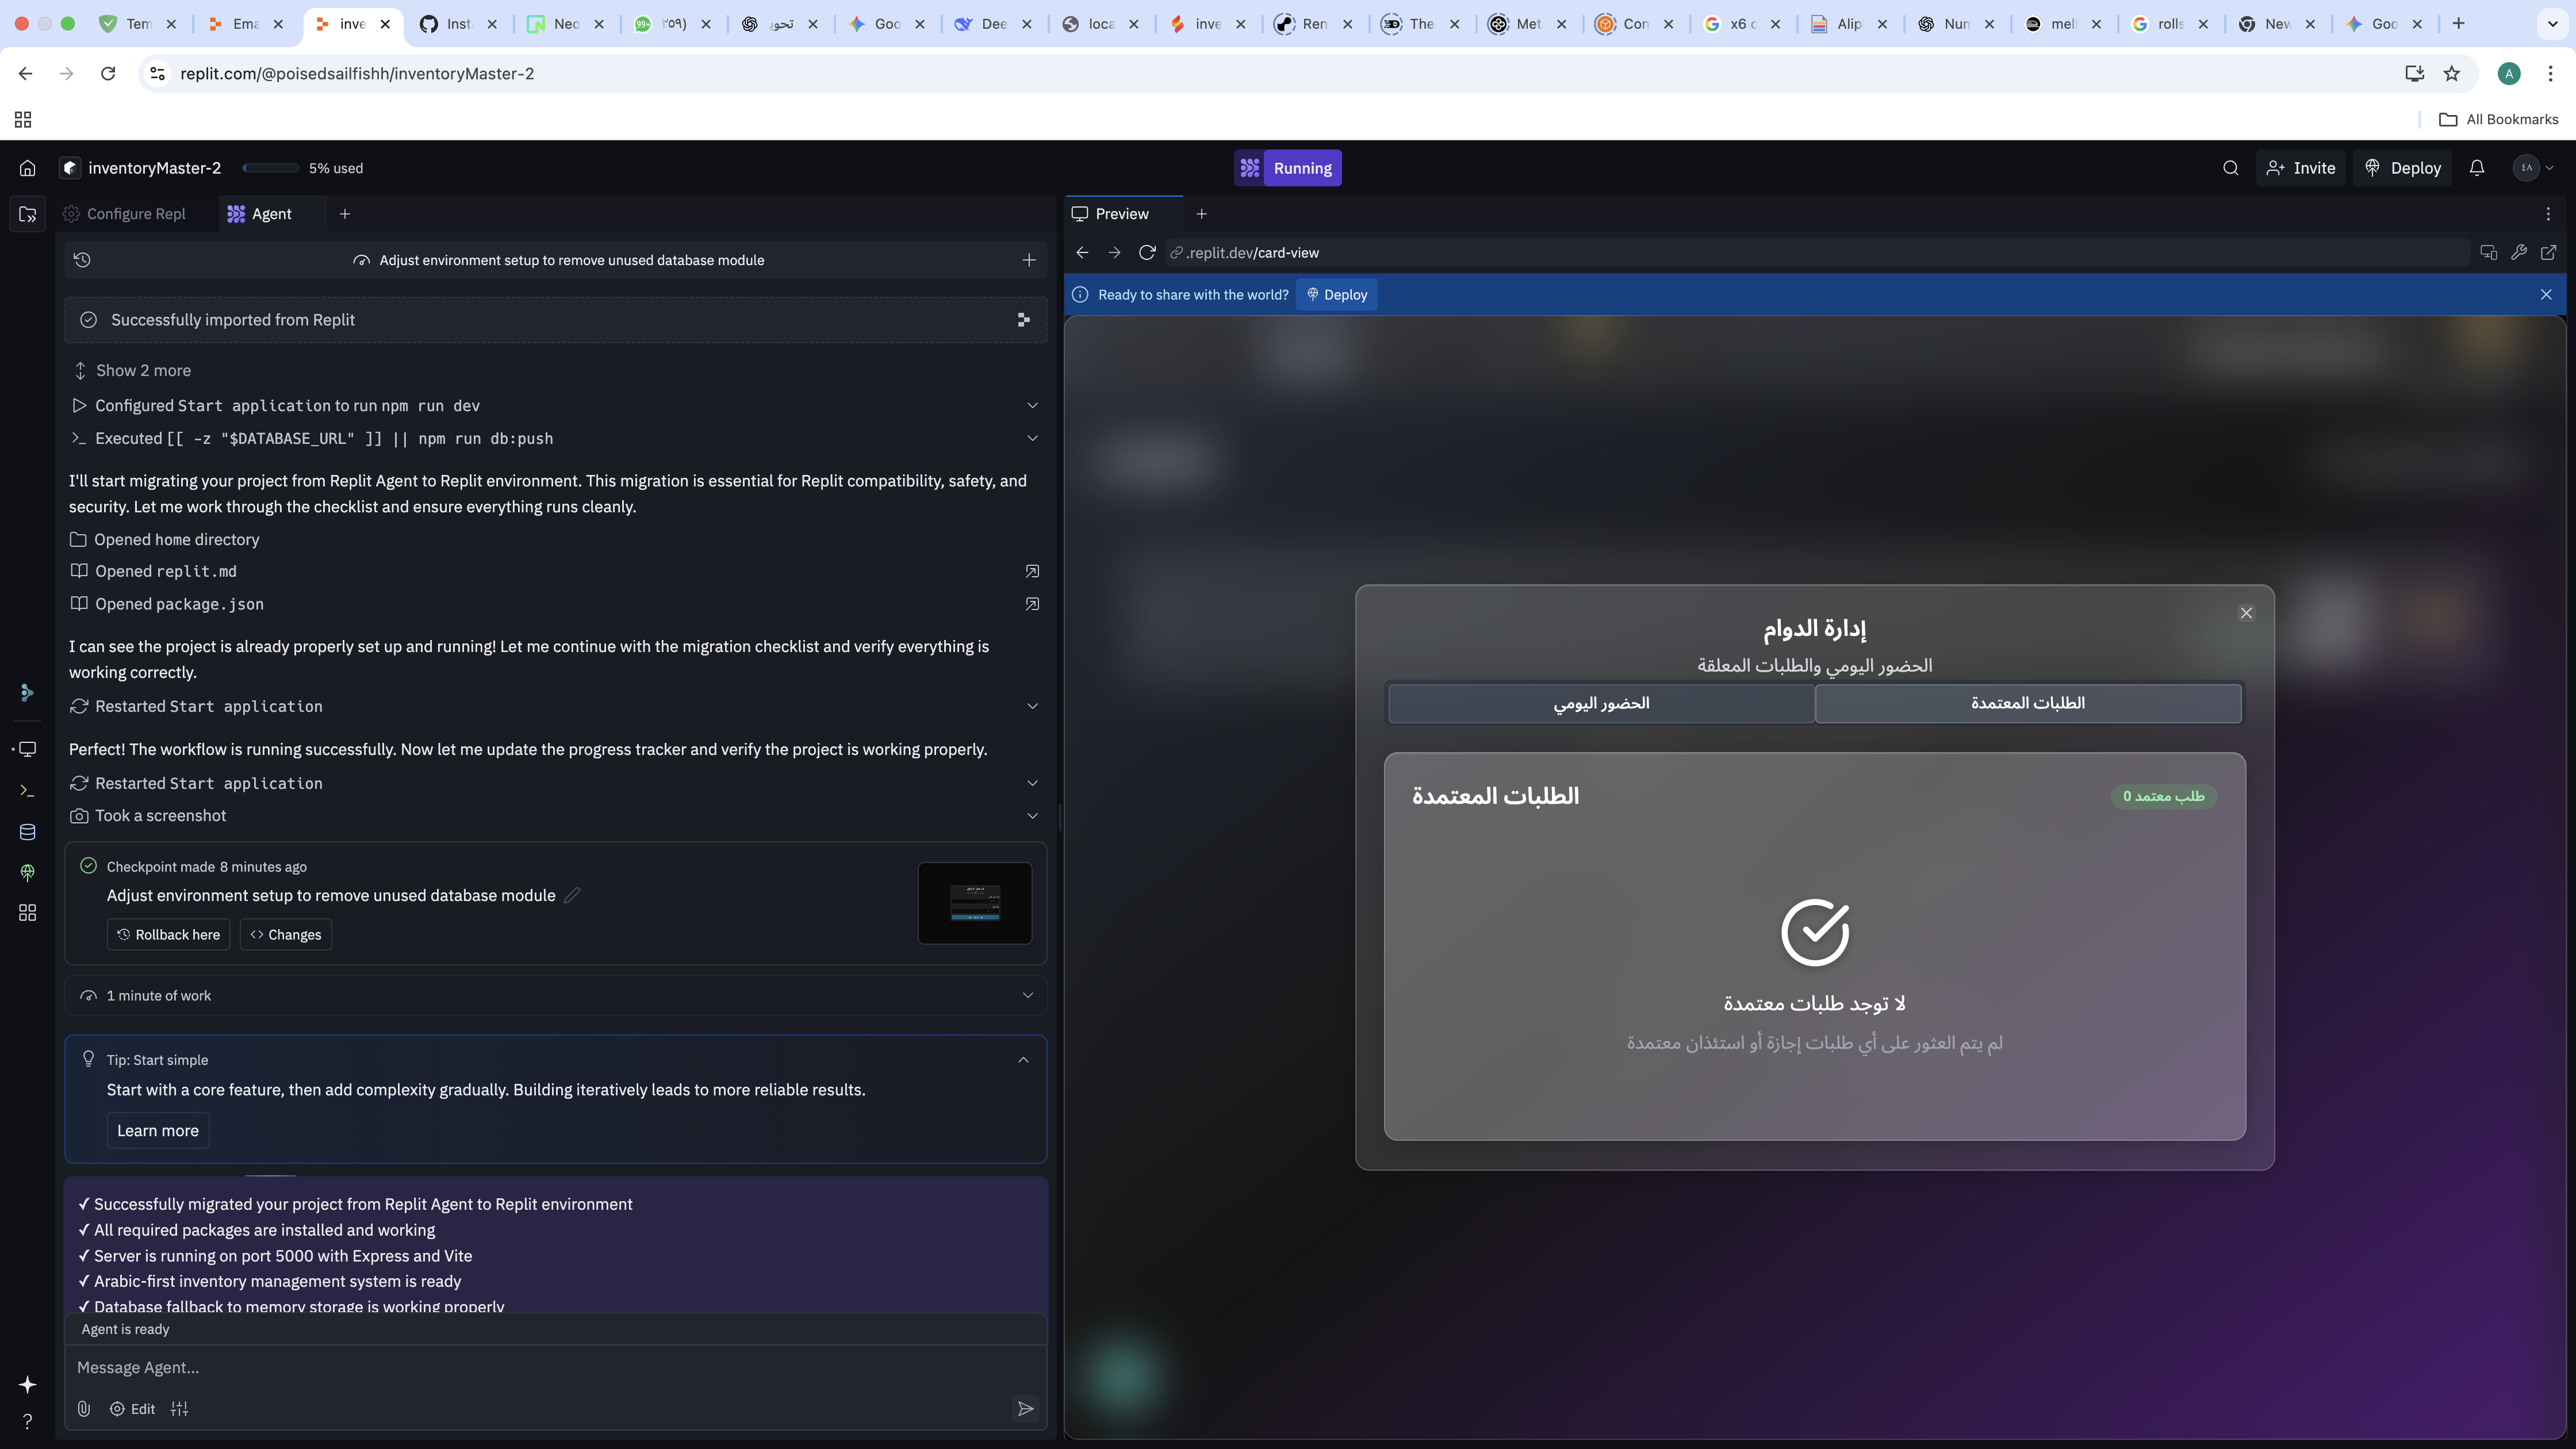 Tem
Ema
inve
Insta
Neo
99+
(٢٥٩
تحوير
Goo
Dee
loca
inve
Ren
The
Met
Con
x6 c
Alip
Num
mell
rolls
New
Goo
replit.com/@poisedsailfishh/inventoryMaster-2
A
All Bookmarks
inventoryMaster-2
5% used
Running
Invite
Deploy
Configure Repl
Agent
Adjust environment setup to remove unused database module
Successfully imported from Replit
Show 2 more
Configured Start application to run npm run dev
Executed [[ -z "$DATABASE_URL" ]] || npm run db:push
I'll start migrating your project from Replit Agent to Replit environment. This migration is essential for Replit compatibility, safety, and
security. Let me work through the checklist and ensure everything runs cleanly.
Opened home directory
Opened replit.md
Opened package.json
I can see the project is already properly set up and running! Let me continue with the migration checklist and verify everything is
working correctly.
Restarted Start application
Perfect! The workflow is running successfully. Now let me update the progress tracker and verify the project is working properly.
Restarted Start application
Took a screenshot
Checkpoint made 8 minutes ago
Adjust environment setup to remove unused database module
Rollback here
Changes
1 minute of work
Tip: Start simple
Start with a core feature, then add complexity gradually. Building iteratively leads to more reliable results.
Learn more
✓ Successfully migrated your project from Replit Agent to Replit environment
✓ All required packages are installed and working
✓ Server is running on port 5000 with Express and Vite
✓ Arabic-first inventory management system is ready
✓ Database fallback to memory storage is working properly
Agent is ready
Message Agent...
Edit
Preview
.replit.dev/card-view
Ready to share with the world?
Deploy
إدارة الدوام
الحضور اليومي والطلبات المعلقة
الطلبات المعتمدة
الحضور اليومي
الطلبات المعتمدة
طلب معتمد 0
لا توجد طلبات معتمدة
لم يتم العثور على أي طلبات إجازة أو استئذان معتمدة